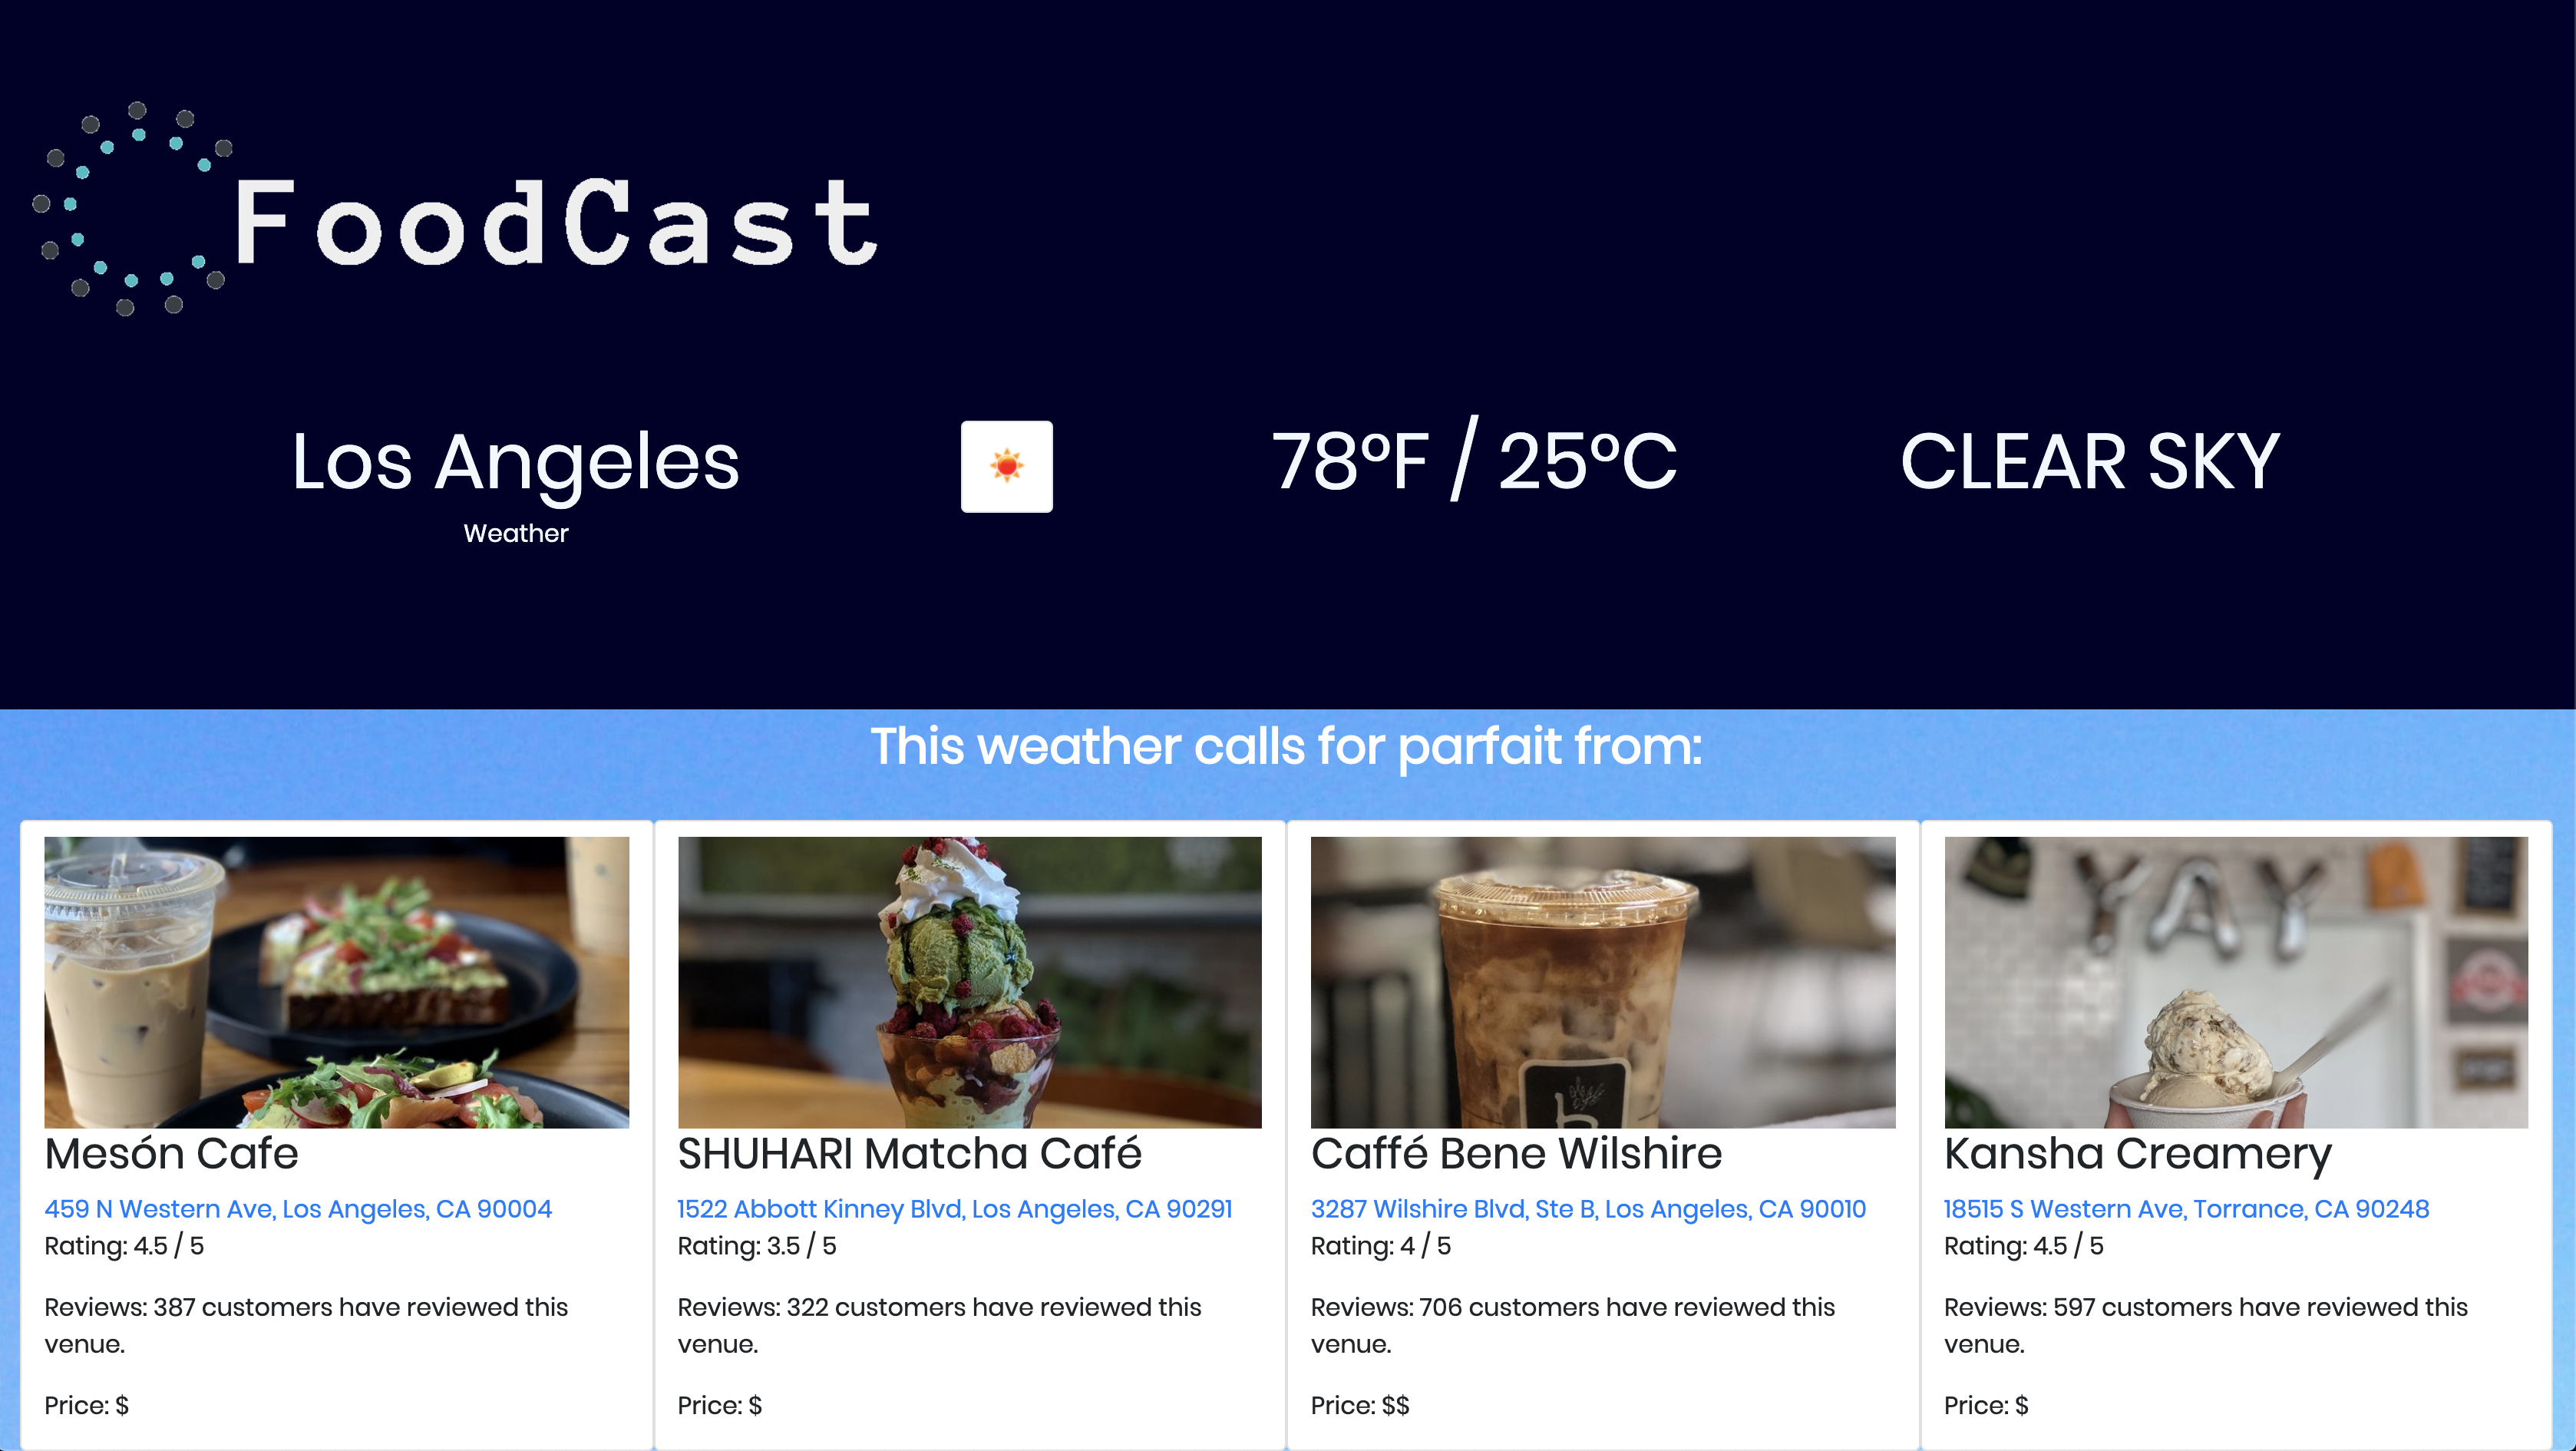 FoodCast
Los Angeles
Weather
78°F / 25°C
CLEAR SKY
This weather calls for parfait from:
YAY
b
Mesón Cafe
459 N Western Ave, Los Angeles, CA 90004
Rating: 4.5 / 5
Reviews: 387 customers have reviewed this
venue.
Price: $
SHUHARI Matcha Café
1522 Abbott Kinney Blvd, Los Angeles, CA 90291
Rating: 3.5 / 5
Reviews: 322 customers have reviewed this
venue.
Price: $
Caffé Bene Wilshire
3287 Wilshire Blvd, Ste B, Los Angeles, CA 90010
Rating: 4 / 5
Reviews: 706 customers have reviewed this
venue.
Price: $$
Kansha Creamery
18515 S Western Ave, Torrance, CA 90248
Rating: 4.5 / 5
Reviews: 597 customers have reviewed this
venue.
Price: $